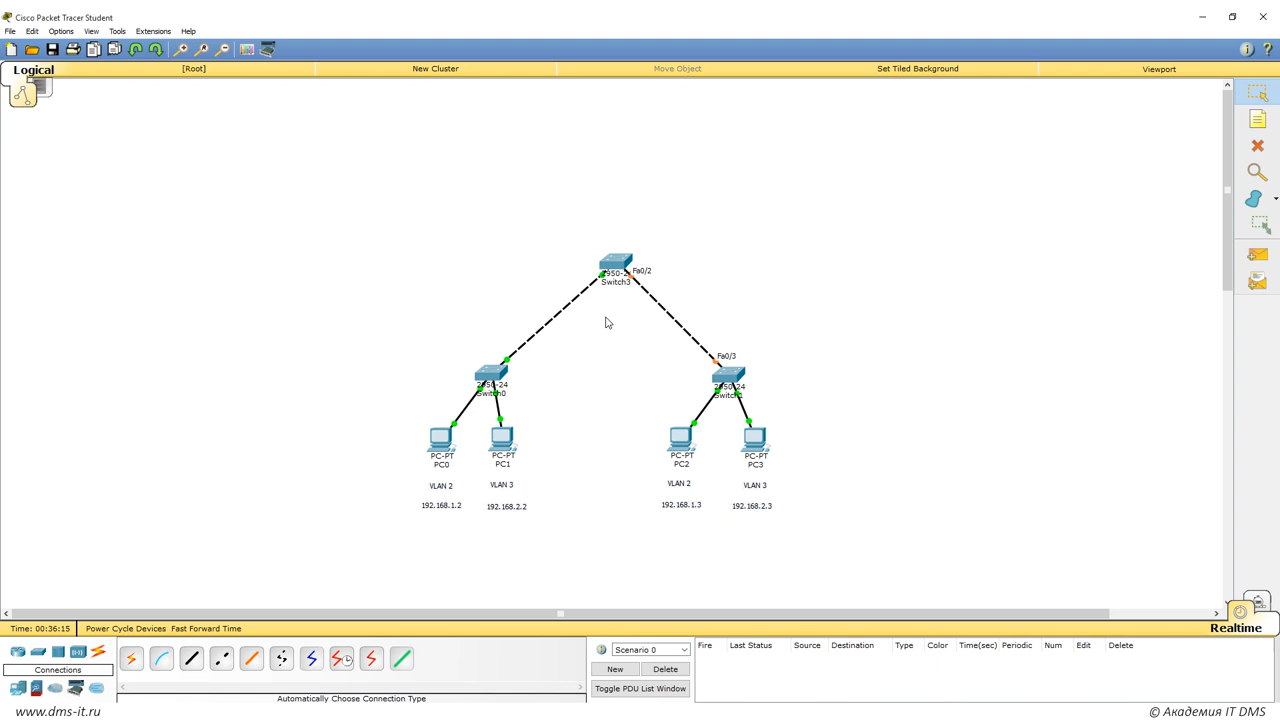 Cisco Packet Tracer Student
File Edit Options View Tools Extensions Help
Logical [Root] New Cluster Move Object Set Tiled Background Viewport
Fa0/2
2950-24
Switch3
Fa0/3
2950-24
Switch0
2950-24
Switch1
PC-PT
PC0
PC-PT
PC1
PC-PT
PC2
PC-PT
PC3
VLAN 2
VLAN 3
VLAN 2
VLAN 3
192.168.1.2
192.168.2.2
192.168.1.3
192.168.2.3
Realtime
Time: 00:36:15 Power Cycle Devices Fast Forward Time
Scenario 0
Fire Last Status Source Destination Type Color Time(sec) Periodic Num Edit Delete
Connections
New Delete
Toggle PDU List Window
Automatically Choose Connection Type
www.dms-it.ru
© Академия IT DMS